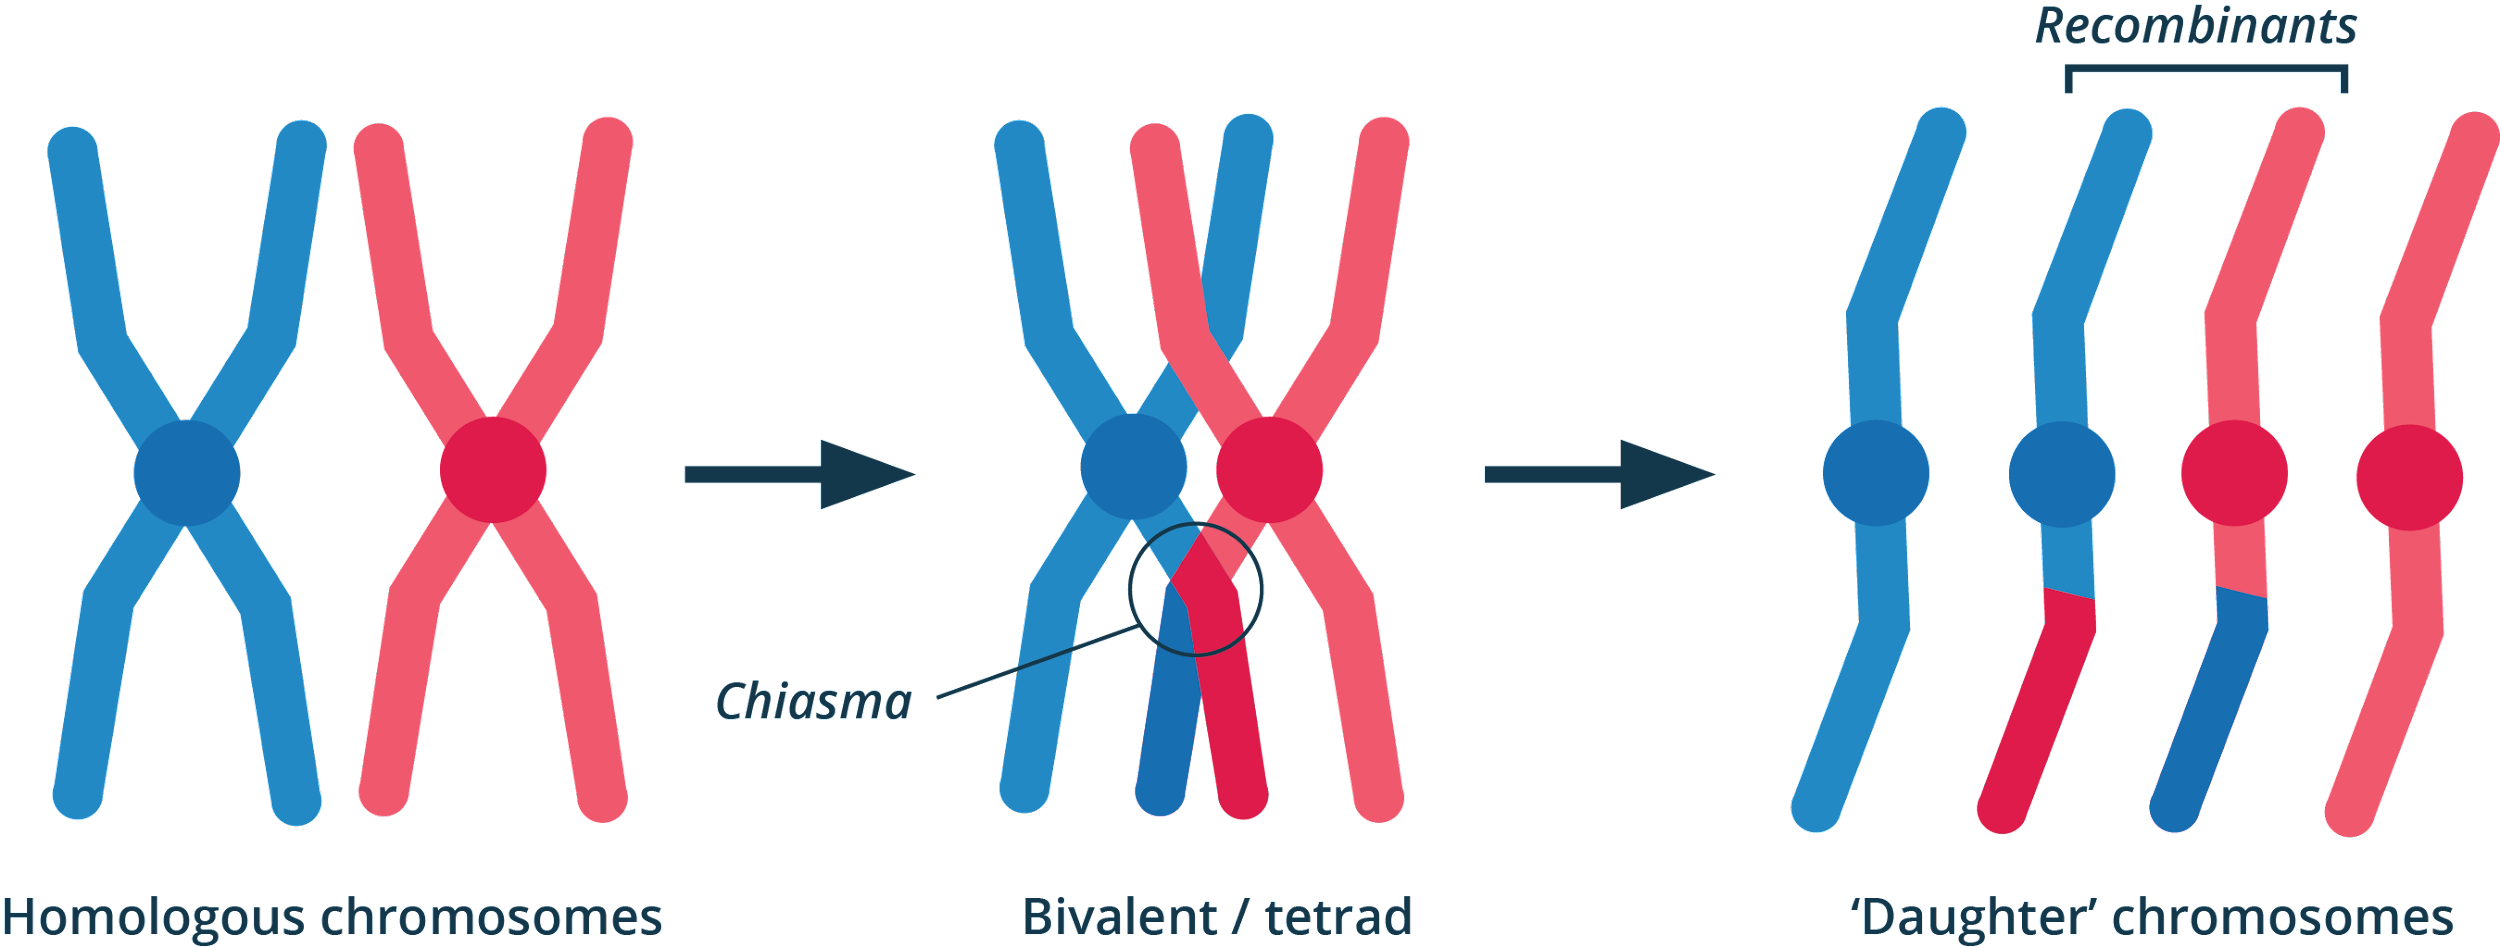 Recombinants
Chiasma
Homologous chromosomes
Bivalent / tetrad
‘Daughter’ chromosomes